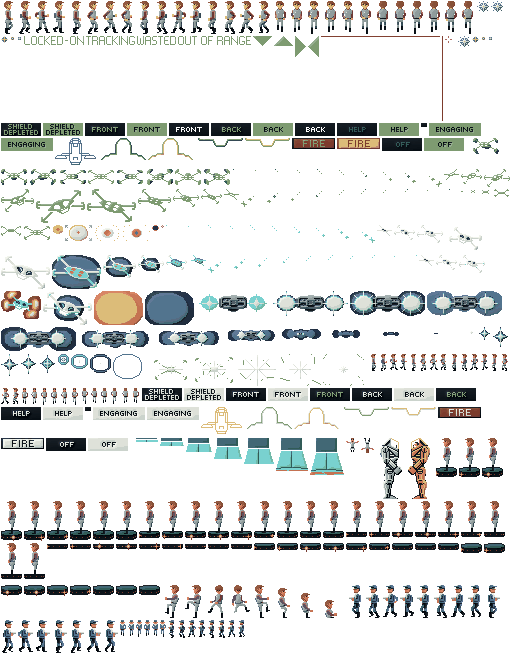 LOCKED-ON TRACKING WASTED OUT OF RANGE
SHIELD DEPLETED SHIELD DEPLETED FRONT FRONT FRONT BACK BACK BACK HELP HELP ENGAGING
ENGAGING FIRE FIRE OFF OFF
SHIELD DEPLETED SHIELD DEPLETED FRONT FRONT FRONT BACK BACK BACK
HELP HELP ENGAGING ENGAGING FIRE
FIRE OFF OFF